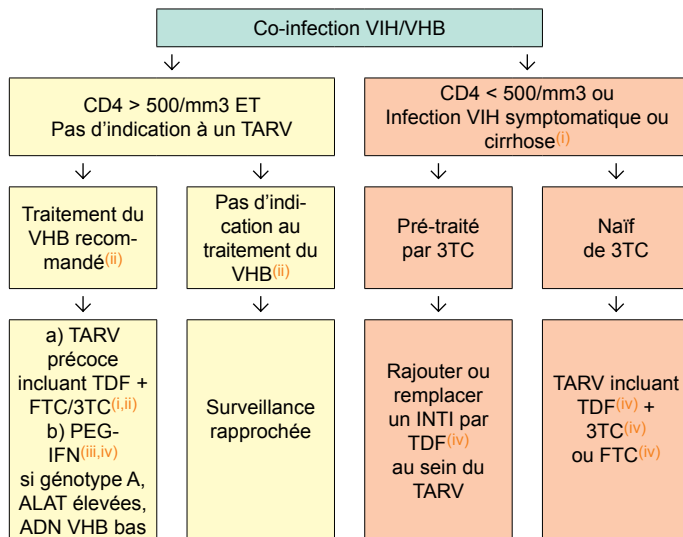 Co-infection VIH/VHB
CD4 > 500/mm3 ET
Pas d'indication à un TARV
CD4 < 500/mm3 ou
Infection VIH symptomatique ou
cirrhose(i)
Traitement du
VHB recom-
mandé(ii)
Pas d'indi-
cation au
traitement du
VHB(ii)
Pré-traité
par 3TC
Naïf
de 3TC
a) TARV
précoce
incluant TDF +
FTC/3TC(i,ii)
b) PEG-
IFN(iii,iv)
si génotype A,
ALAT élevées,
ADN VHB bas
Surveillance
rapprochée
Rajouter ou
remplacer
un INTI par
TDF(iv)
au sein du
TARV
TARV incluant
TDF(iv) +
3TC(iv)
ou FTC(iv)